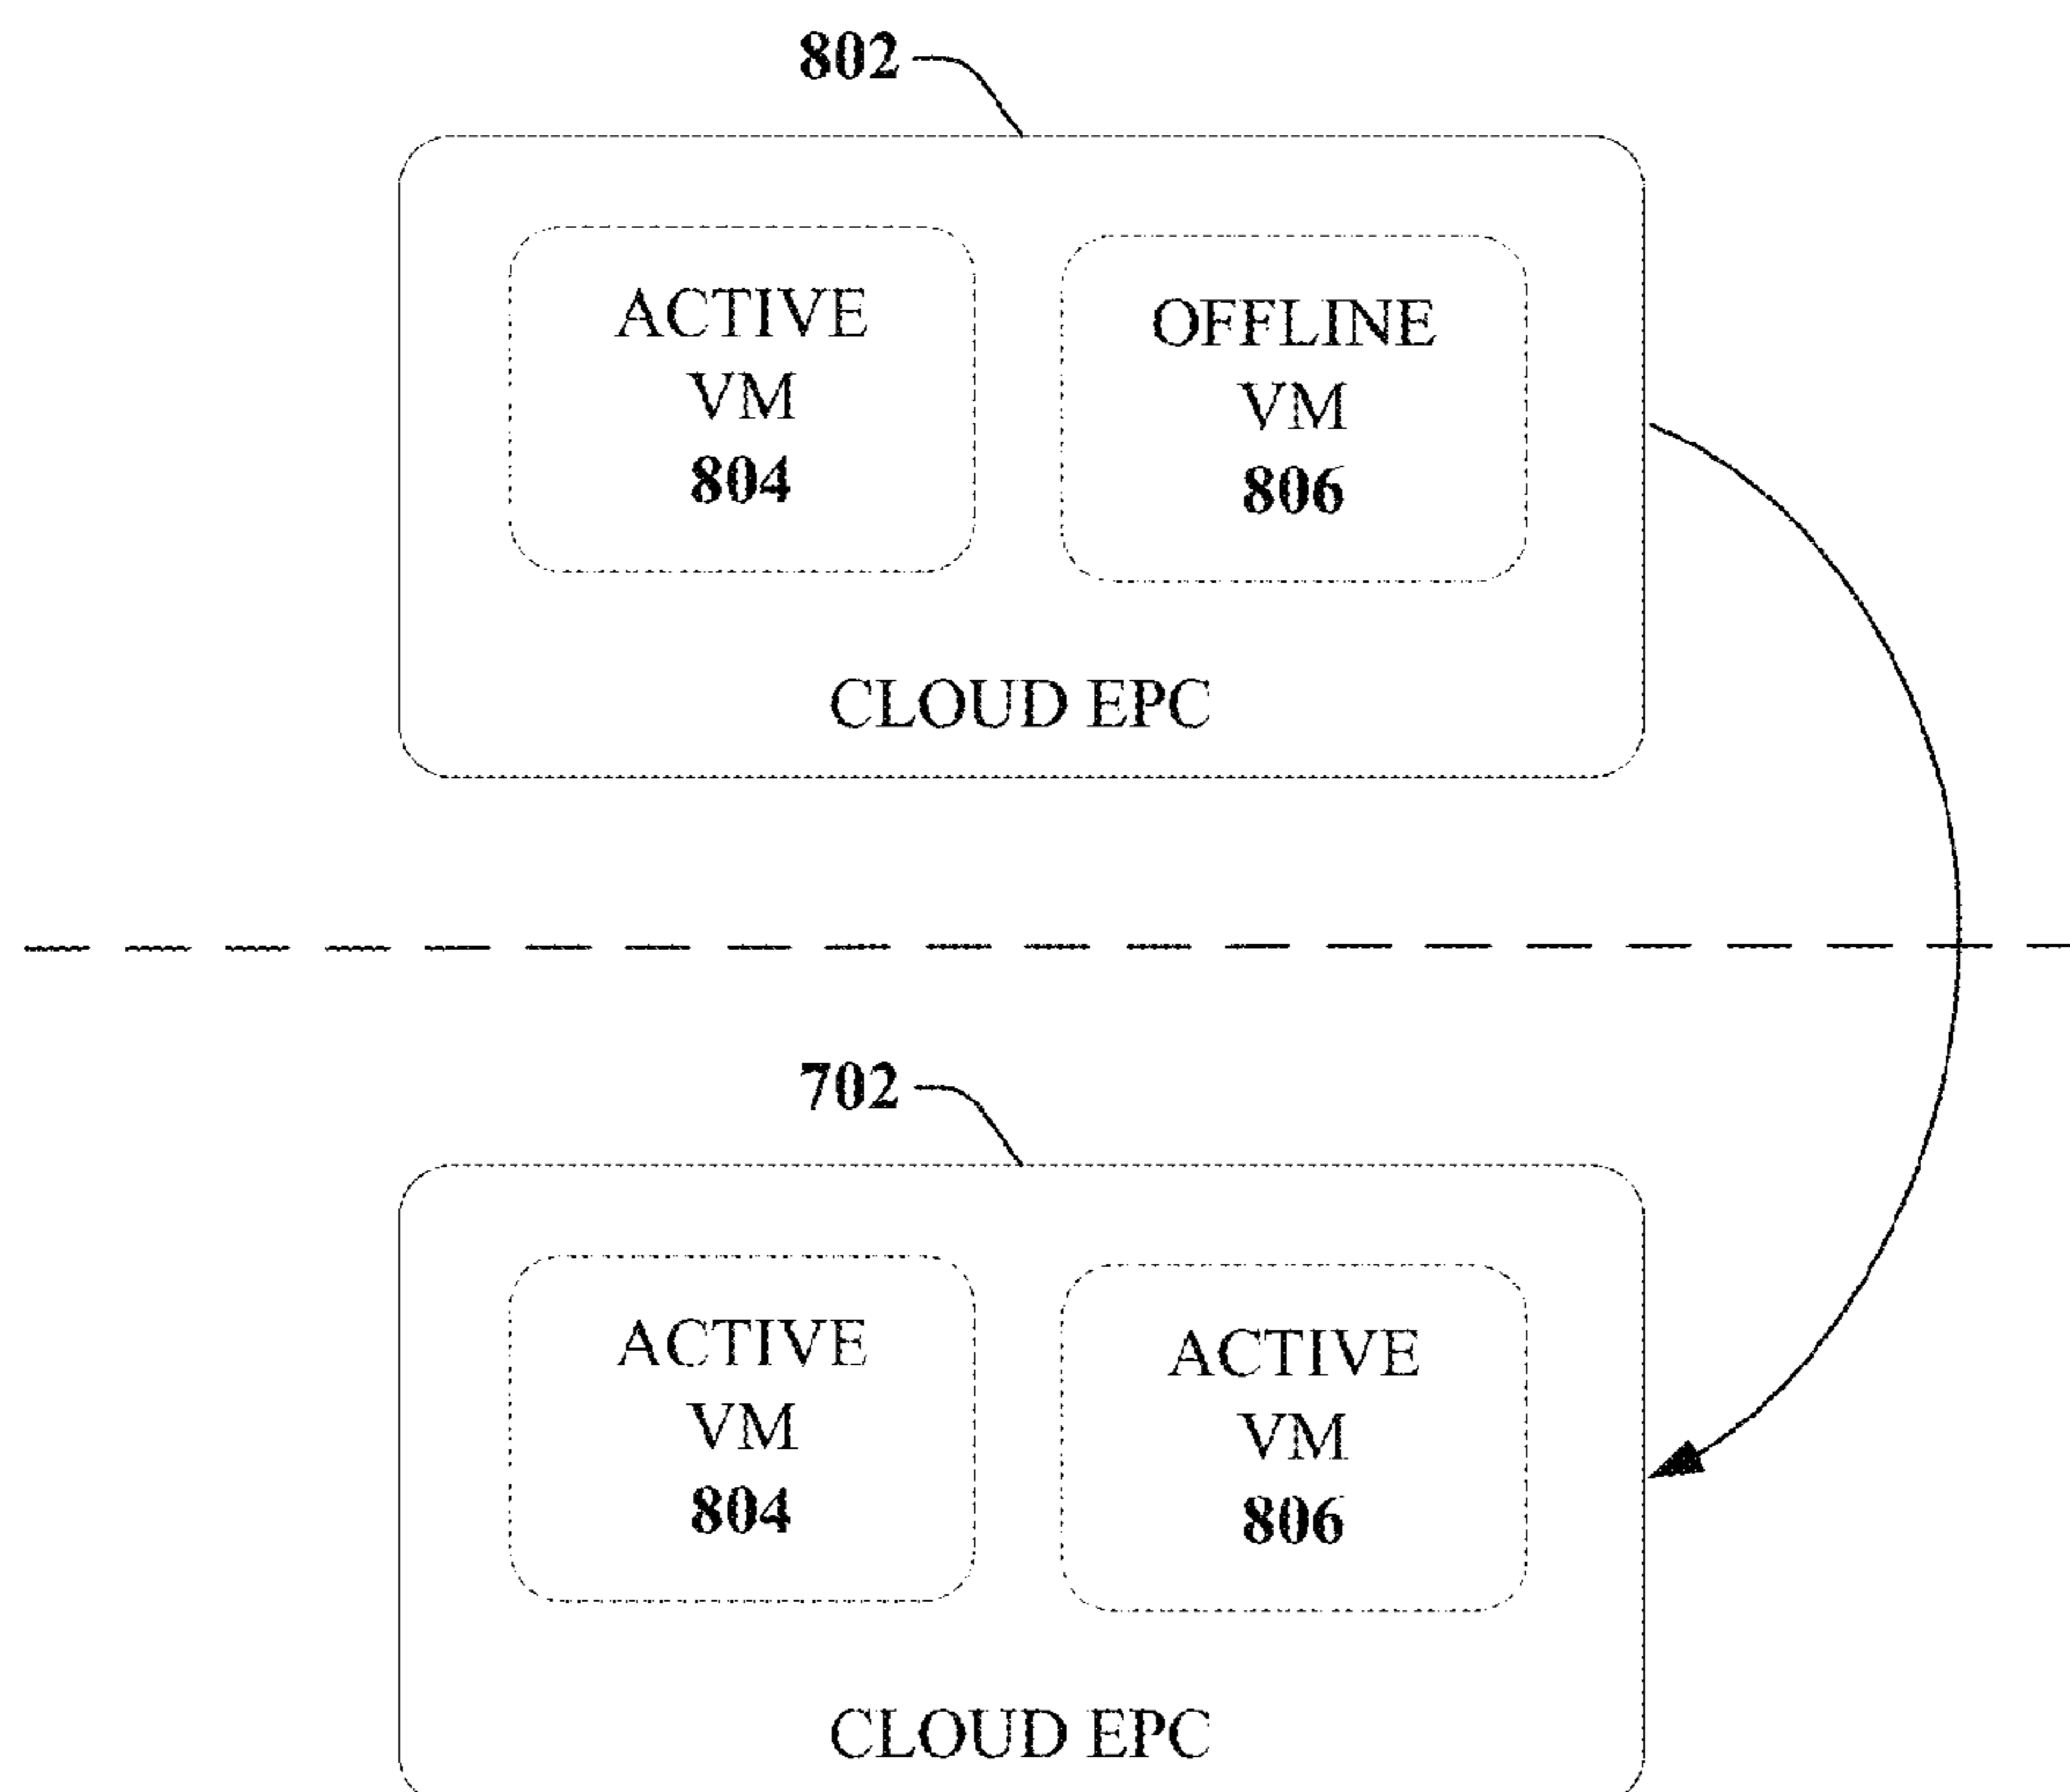 802
ACTIVE
VM
804
OFFLINE
VM
806
CLOUD EPC
702
ACTIVE
VM
804
ACTIVE
VM
806
CLOUD EPC